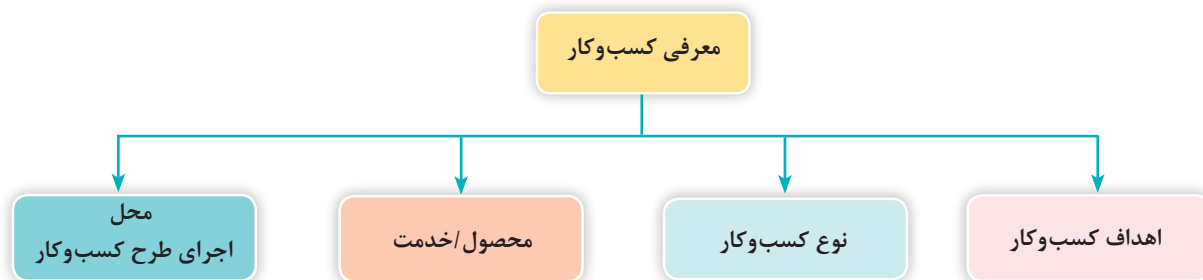 معرفی کسب‌وکار
اهداف کسب‌وکار
نوع کسب‌وکار
محصول/خدمت
محل
اجرای طرح کسب‌وکار